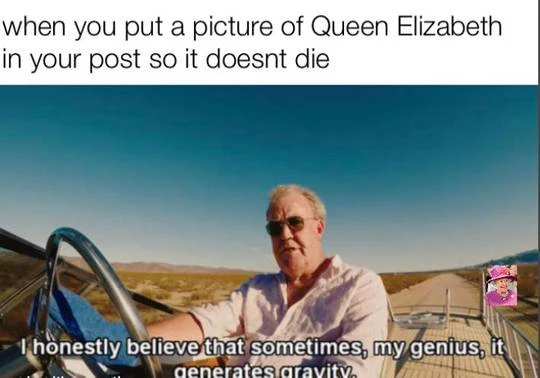 when you put a picture of Queen Elizabeth
in your post so it doesnt die
I honestly believe that sometimes, my genius, it
generates gravity.